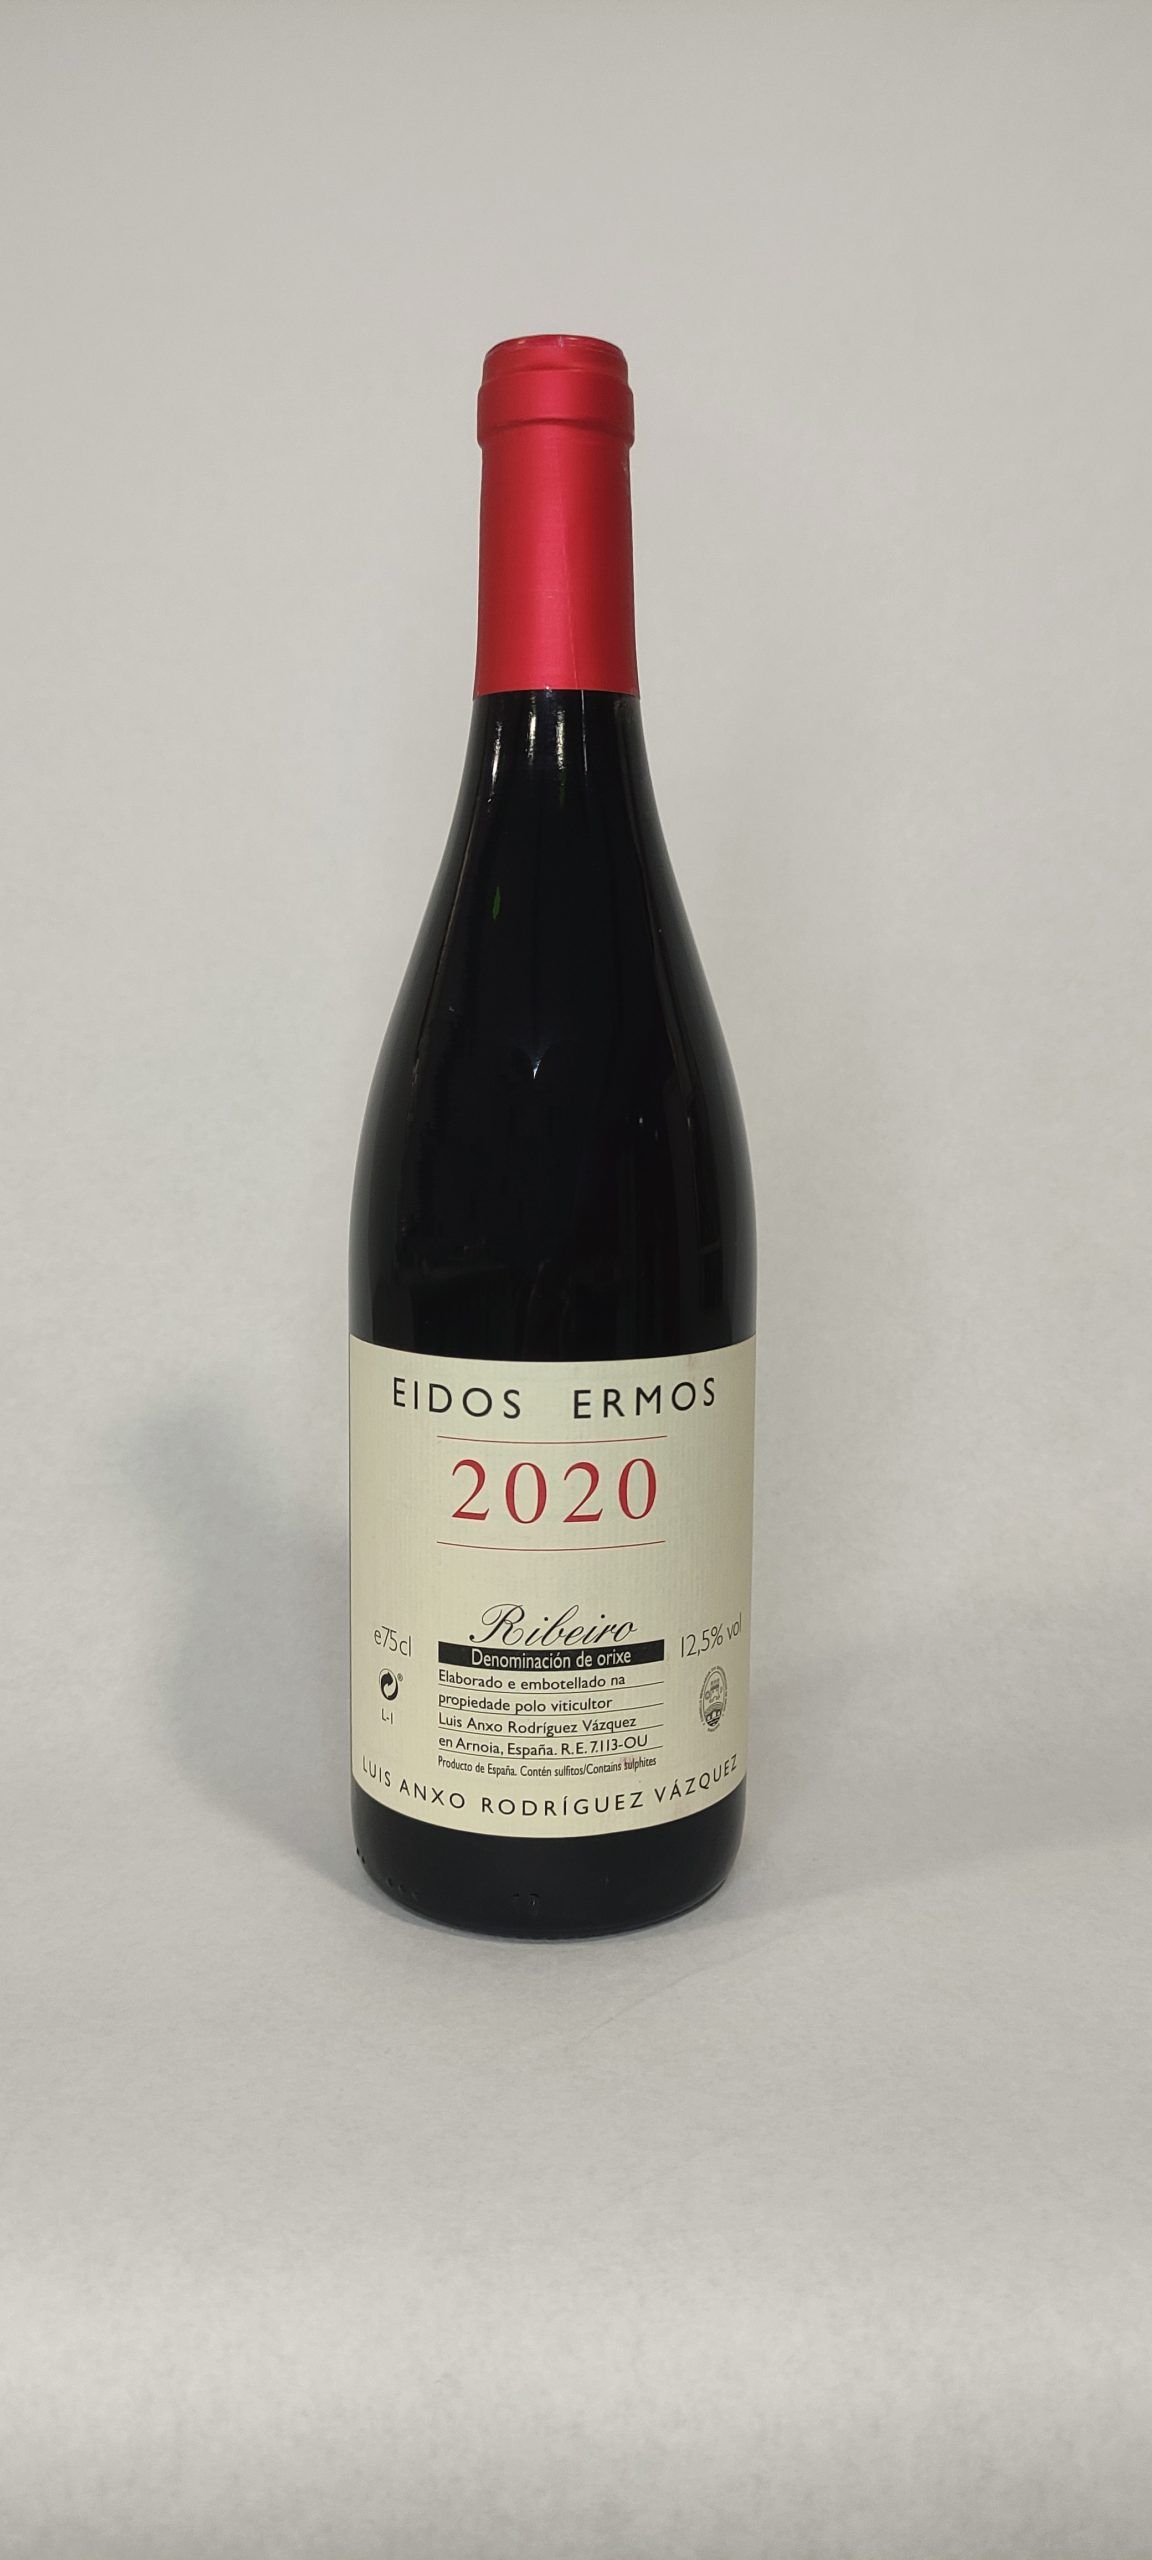 EIDOS ERMOS
2020
Ribeiro
Denominación de orixe
e75cl
12,5% vol
L-1
Elaborado e embotellado na
propiedade polo viticultor
Luis Anxo Rodríguez Vázquez
en Arnoia, España. R.E.7.113-OU
Producto de España. Contén sulfitos/Contains sulphites
LUIS ANXO RODRÍGUEZ VÁZQUEZ